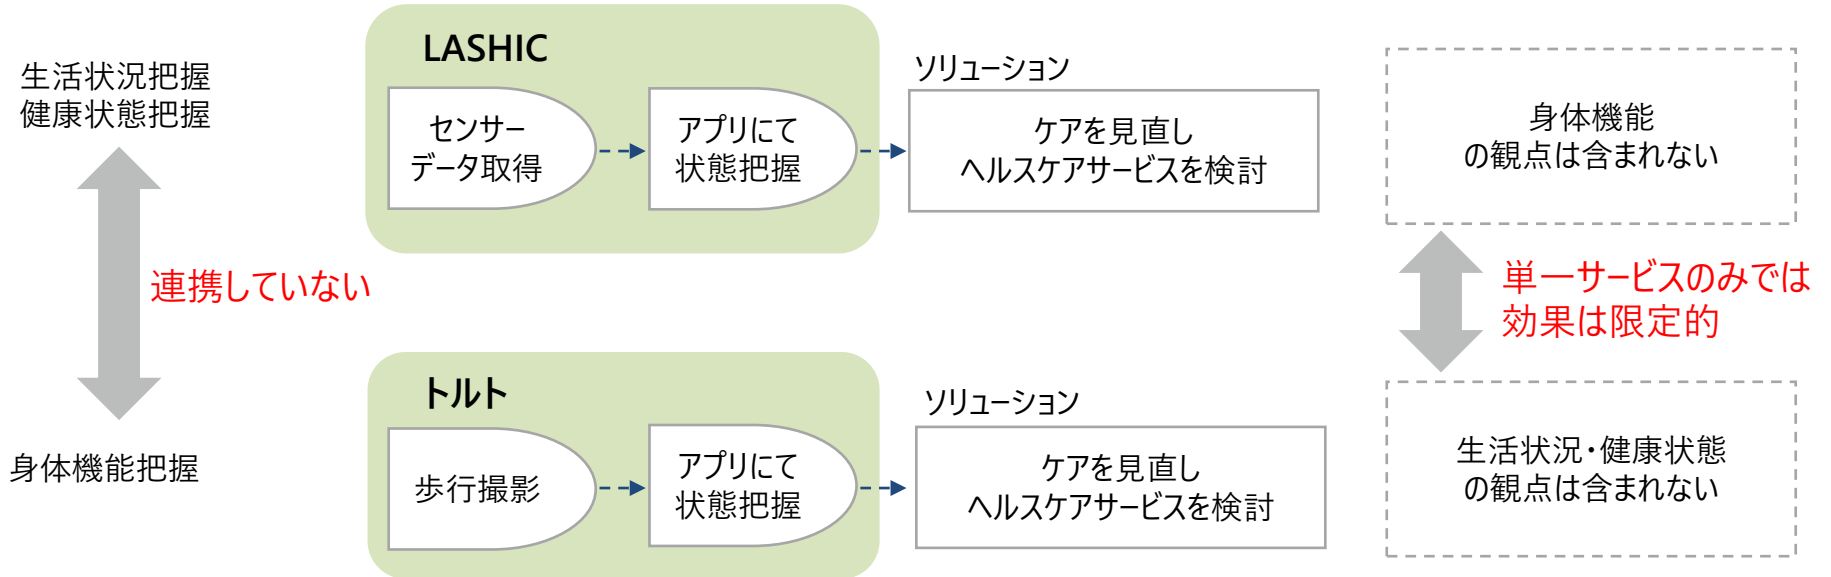 生活状況把握
健康状態把握
LASHIC
センサー
データ取得
アプリにて
状態把握
ソリューション
ケアを見直し
ヘルスケアサービスを検討
身体機能
の観点は含まれない
連携していない
単一サービスのみでは
効果は限定的
身体機能把握
トルト
歩行撮影
アプリにて
状態把握
ソリューション
ケアを見直し
ヘルスケアサービスを検討
生活状況・健康状態
の観点は含まれない